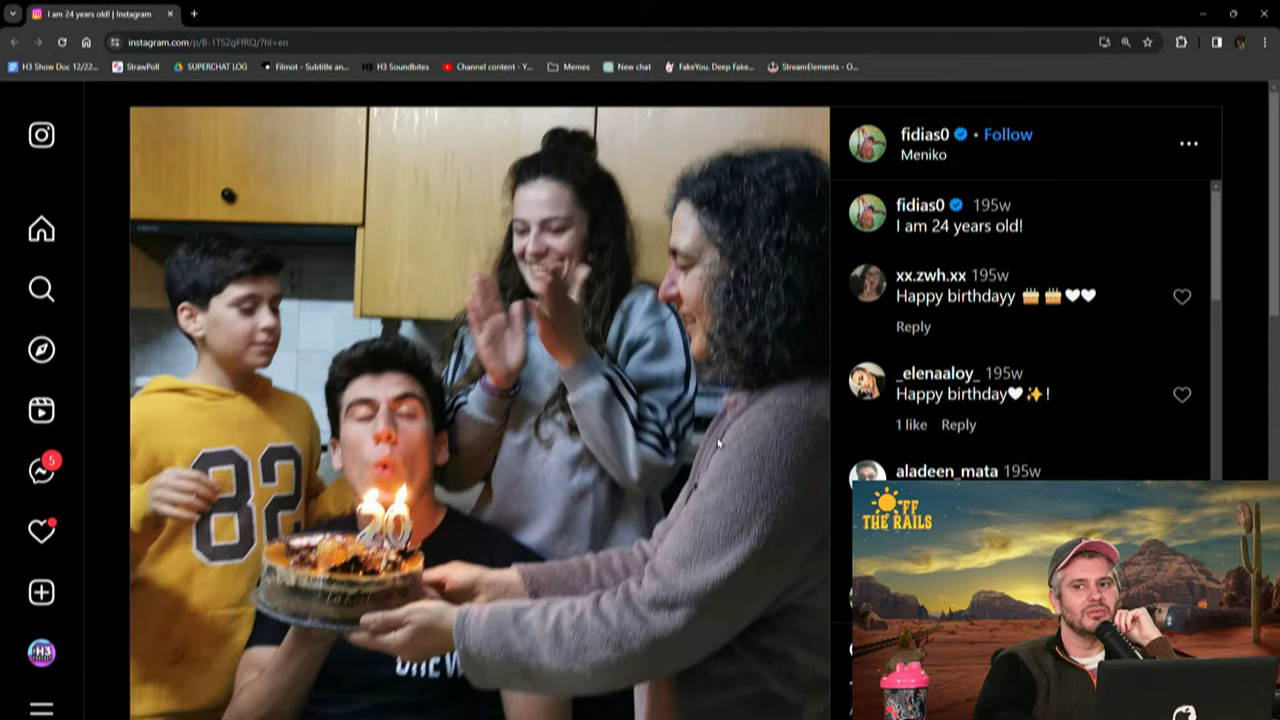 I am 24 years old! | Instagram
instagram.com/p/B-1TS2gFfRQ/?hl=en
H3 Show Doc 12/22...
StrawPoll
SUPERCHAT LOG
Filmot - Subtitle an...
H3 Soundbites
Channel content - Y...
Memes
New chat
FakeYou. Deep Fake...
StreamElements - O...
fidias0 • Follow
Meniko
fidias0 195w
I am 24 years old!
xx.zwh.xx 195w
Happy birthdayy 🎂 🎂🤍🤍
Reply
_elenaaloy_ 195w
Happy birthday🤍✨!
1 like Reply
aladeen_mata 195w
5
H3
82
20
OFF
THE RAILS